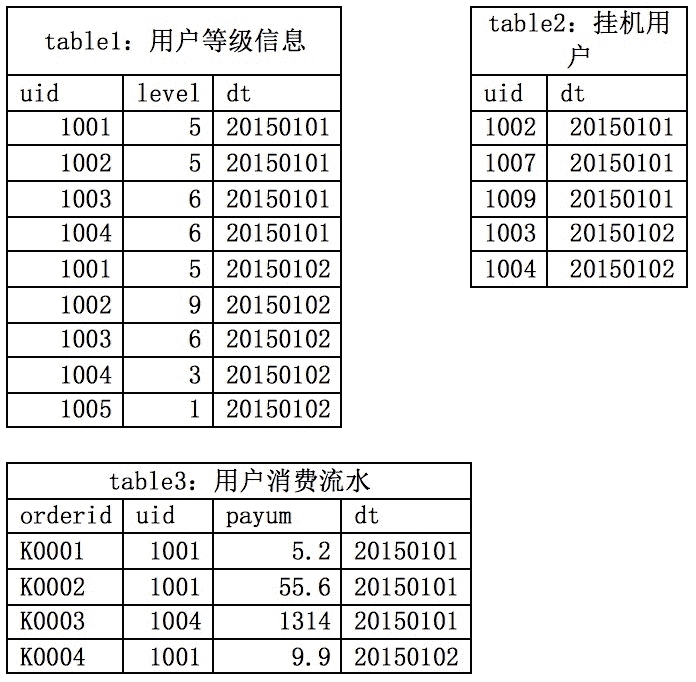 table1: 用户等级信息
uid level dt
1001 5 20150101
1002 5 20150101
1003 6 20150101
1004 6 20150101
1001 5 20150102
1002 9 20150102
1003 6 20150102
1004 3 20150102
1005 1 20150102
table2: 挂机用
户
uid dt
1002 20150101
1007 20150101
1009 20150101
1003 20150102
1004 20150102
table3: 用户消费流水
orderid uid payum dt
K0001 1001 5.2 20150101
K0002 1001 55.6 20150101
K0003 1004 1314 20150101
K0004 1001 9.9 20150102